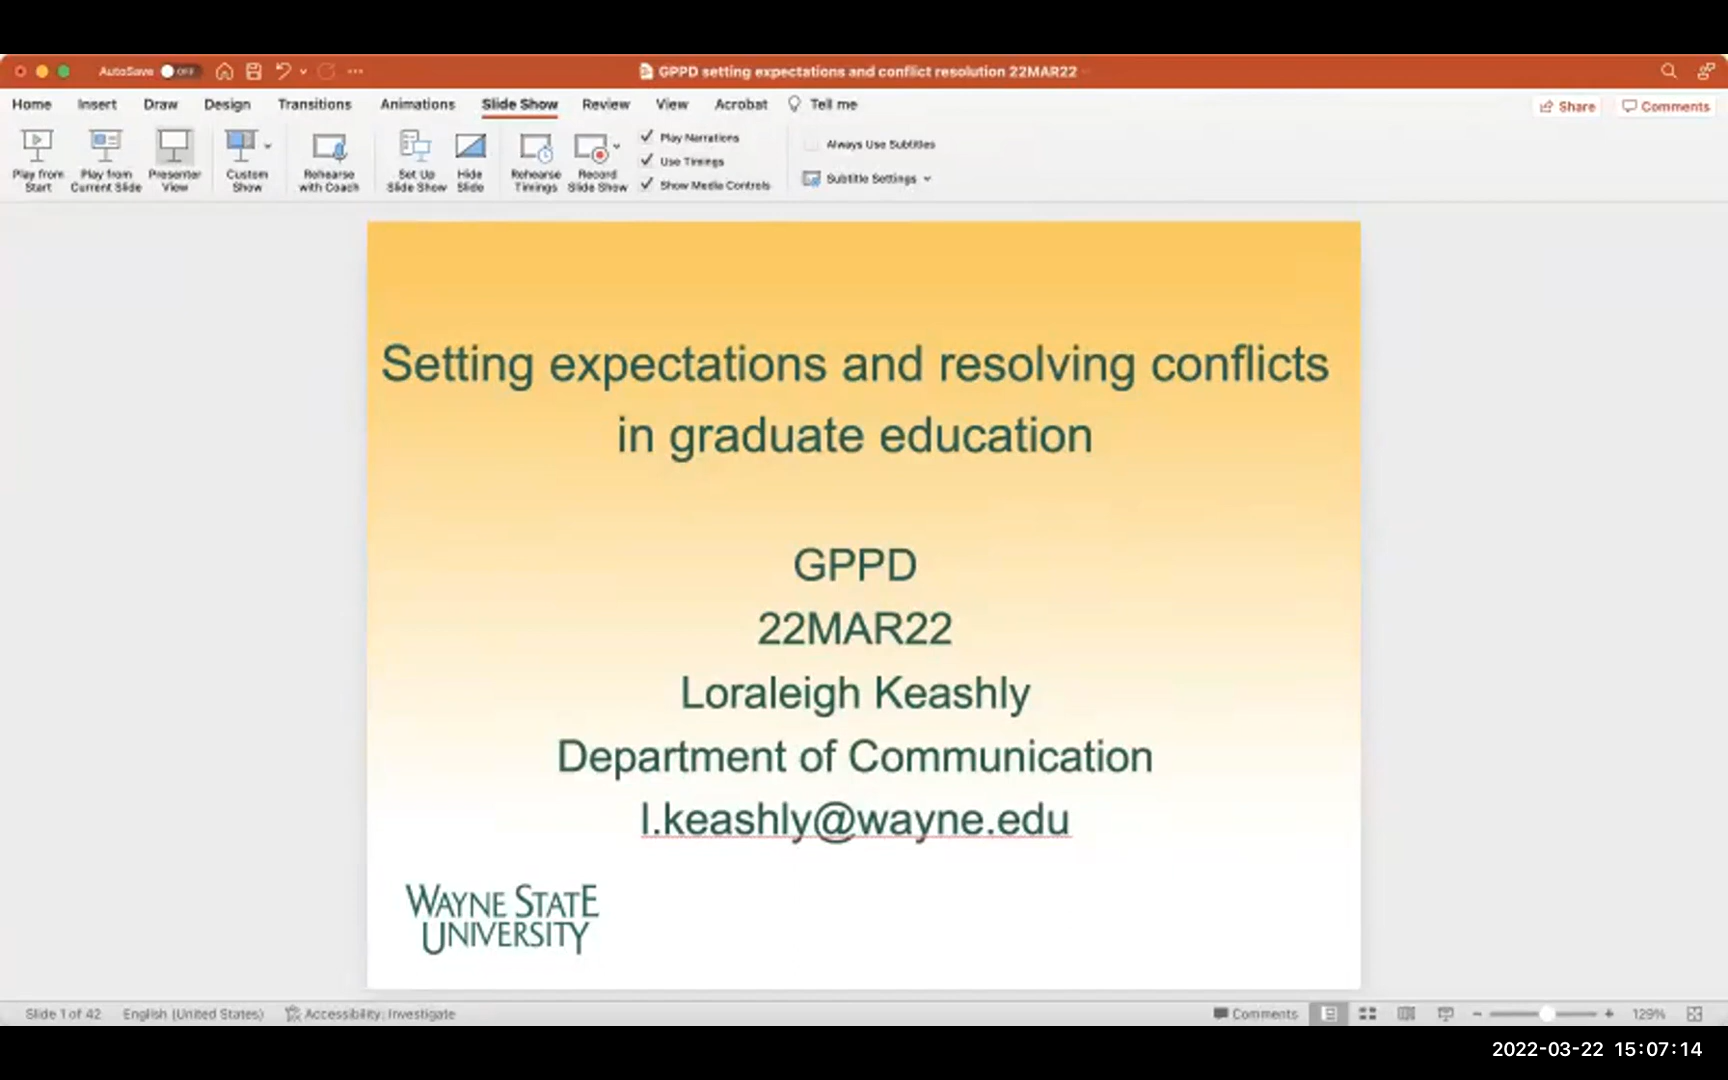 AutoSave OFF
GPPD setting expectations and conflict resolution 22MAR22
Home Insert Draw Design Transitions Animations Slide Show Review View Acrobat Tell me
Share Comments
Play from Start
Play from Current Slide
Presenter View
Custom Show
Rehearse with Coach
Set Up Slide Show
Hide Slide
Rehearse Timings
Record Slide Show
Play Narrations
Use Timings
Show Media Controls
Always Use Subtitles
Subtitle Settings
Setting expectations and resolving conflicts
in graduate education
GPPD
22MAR22
Loraleigh Keashly
Department of Communication
l.keashly@wayne.edu
WAYNE STATE
UNIVERSITY
Slide 1 of 42 English (United States) Accessibility: Investigate
Comments 129%
2022-03-22 15:07:14